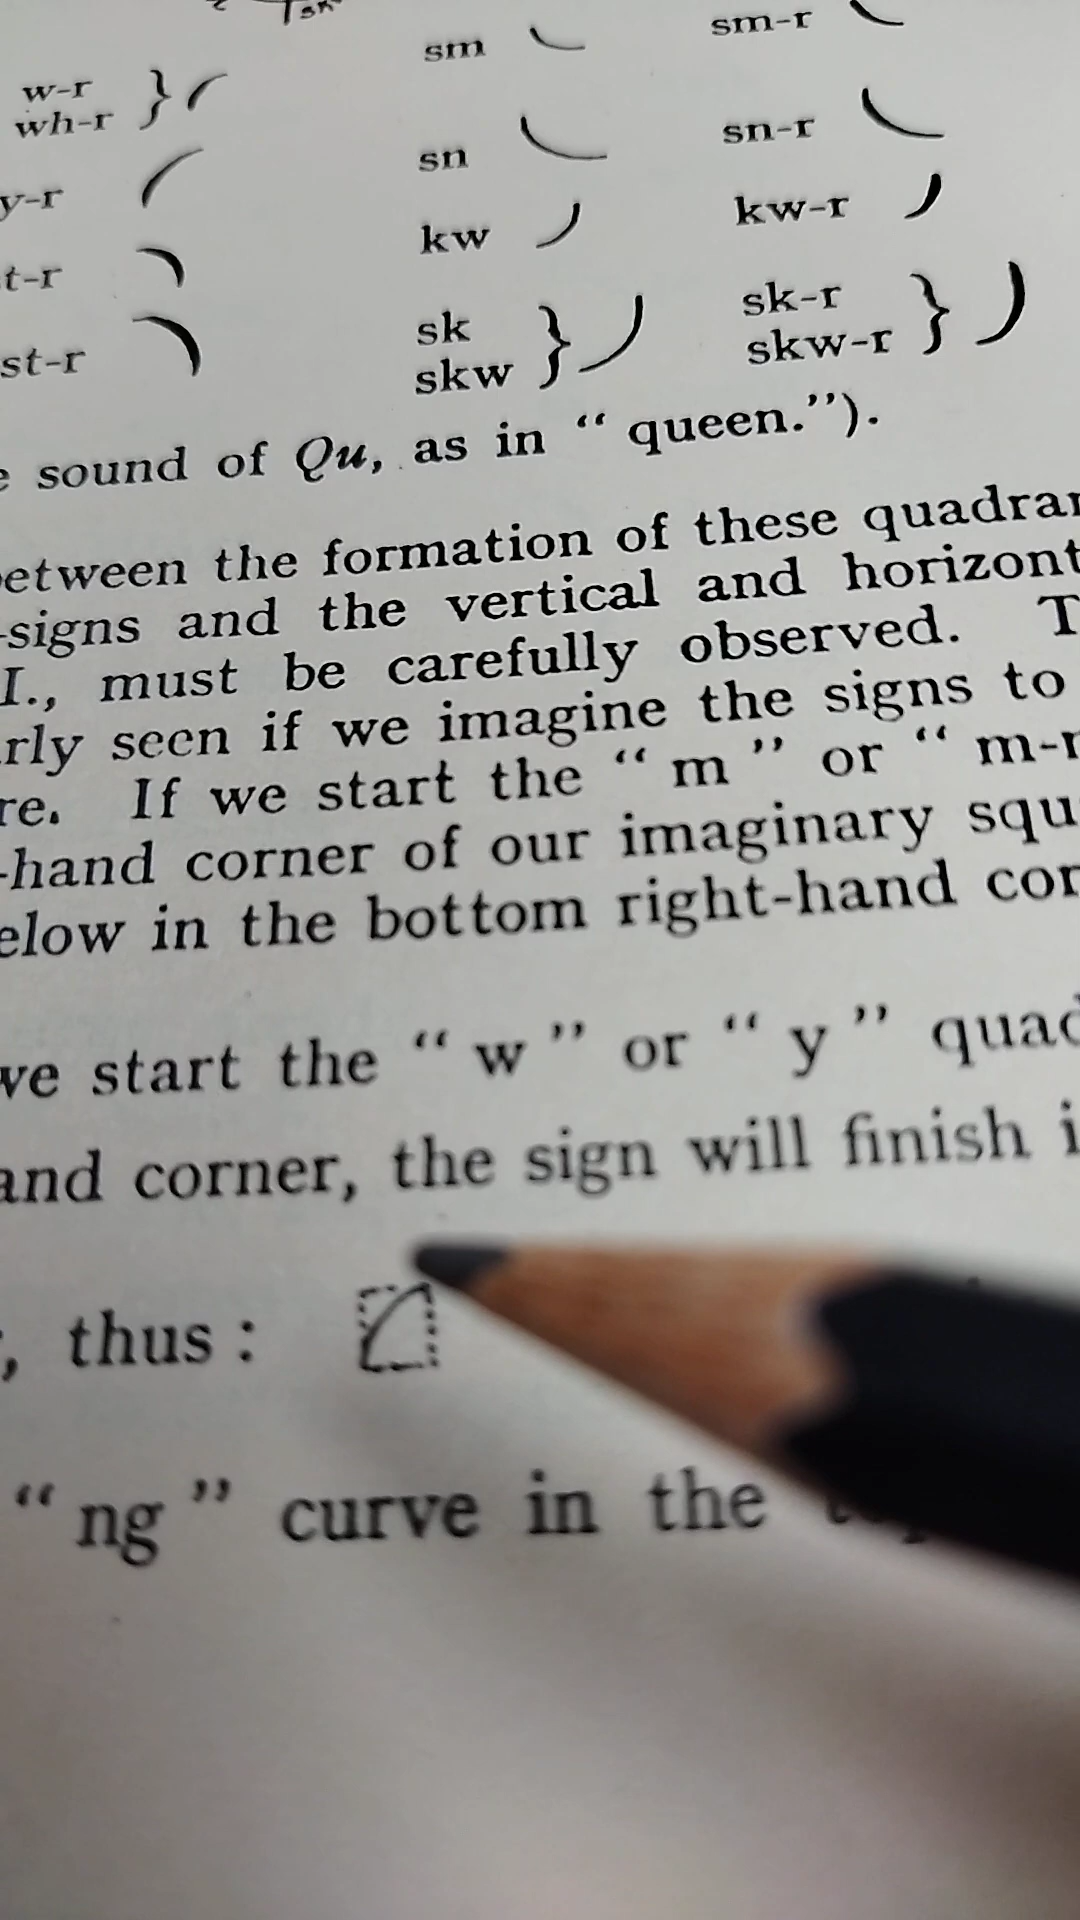 sm sm-r
w-r
wh-r
sn sn-r
y-r
kw kw-r
t-r
sk sk-r
st-r skw skw-r
sound of Qu, as in “ queen.”).
between the formation of these quadran
-signs and the vertical and horizont
I., must be carefully observed. T
rly seen if we imagine the signs to
re. If we start the “ m ” or “ m-r
-hand corner of our imaginary squ
elow in the bottom right-hand cor
we start the “ w ” or “ y ” quad
and corner, the sign will finish i
, thus :
“ ng ” curve in the